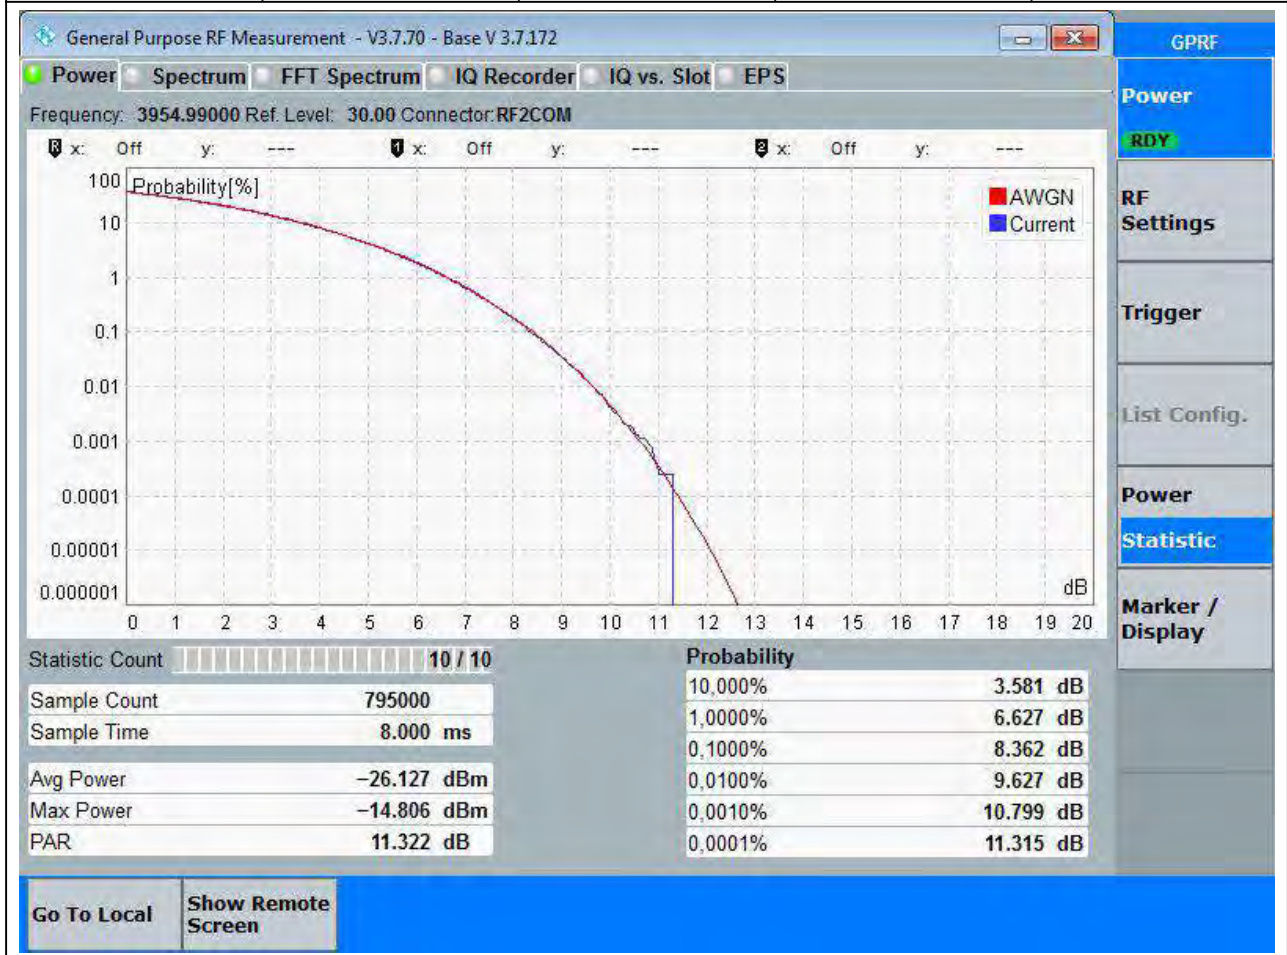 General Purpose RF Measurement - V3.7.70 - Base V 3.7.172
GPRF
Power Spectrum FFT Spectrum IQ Recorder IQ vs. Slot EPS
Frequency: 3954.99000 Ref. Level: 30.00 Connector:RF2COM
R x: Off y: --- 1 x: Off y: --- 2 x: Off y: ---
Probability[%]
AWGN
Current
100
10
1
0.1
0.01
0.001
0.0001
0.00001
0.000001
dB
0 1 2 3 4 5 6 7 8 9 10 11 12 13 14 15 16 17 18 19 20
Statistic Count 10 / 10
Sample Count 795000
Sample Time 8.000 ms
Avg Power −26.127 dBm
Max Power −14.806 dBm
PAR 11.322 dB
Probability
10,000% 3.581 dB
1,0000% 6.627 dB
0,1000% 8.362 dB
0,0100% 9.627 dB
0,0010% 10.799 dB
0,0001% 11.315 dB
Power
RDY
RF
Settings
Trigger
List Config.
Power
Statistic
Marker /
Display
Go To Local
Show Remote
Screen